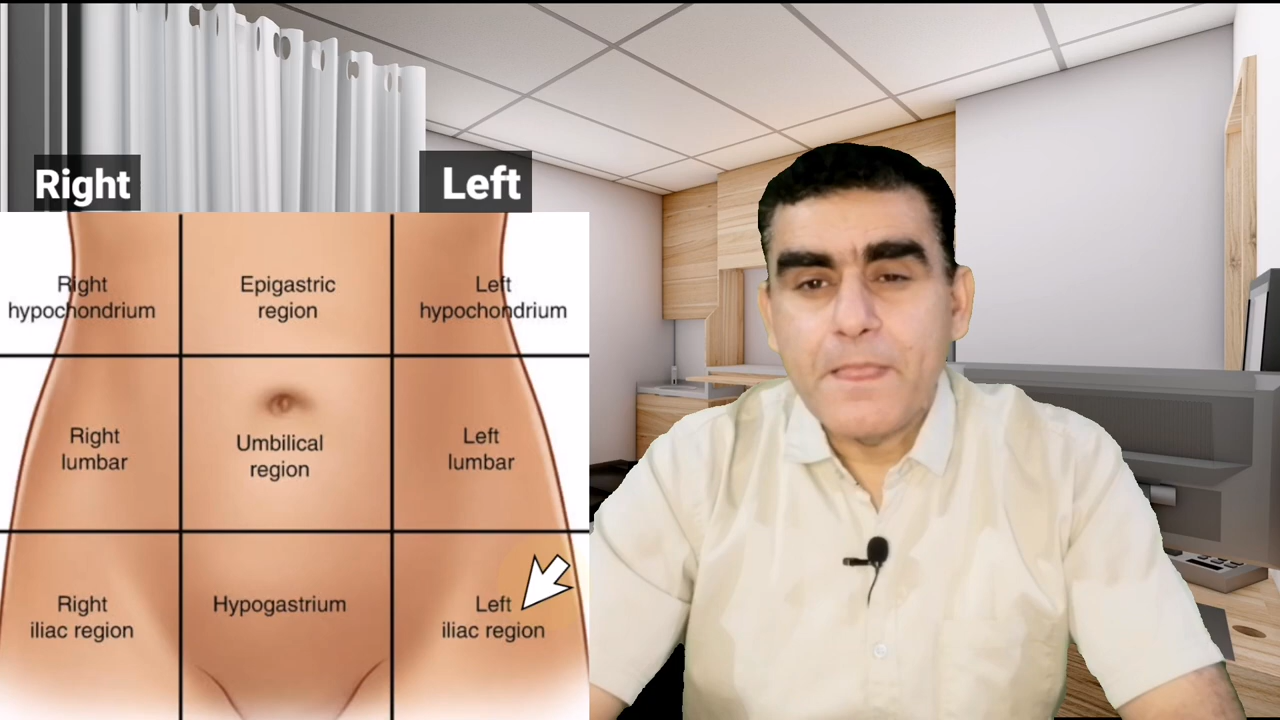 Right
Left
Right
hypochondrium
Epigastric
region
Left
hypochondrium
Right
lumbar
Umbilical
region
Left
lumbar
Right
iliac region
Hypogastrium
Left
iliac region